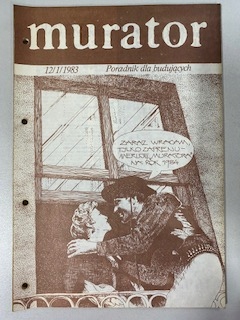 murator
12/1/1983 Poradnik dla budujących
ZARAZ WRACAM
TYLKO ZAPRENU-
MERUJĘ „MURATORA”
NA ROK 1984